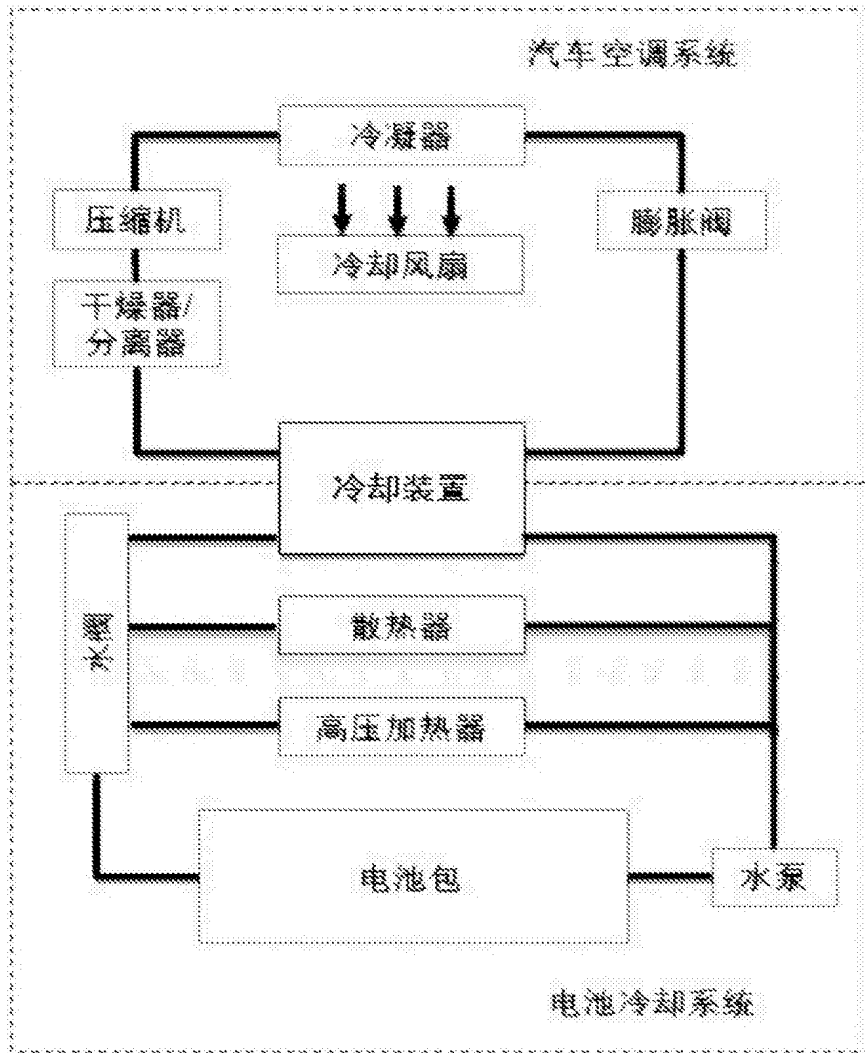 汽车空调系统
冷凝器
压缩机
膨胀阀
冷却风扇
干燥器/
分离器
冷却装置
水阀
散热器
高压加热器
电池包
水泵
电池冷却系统